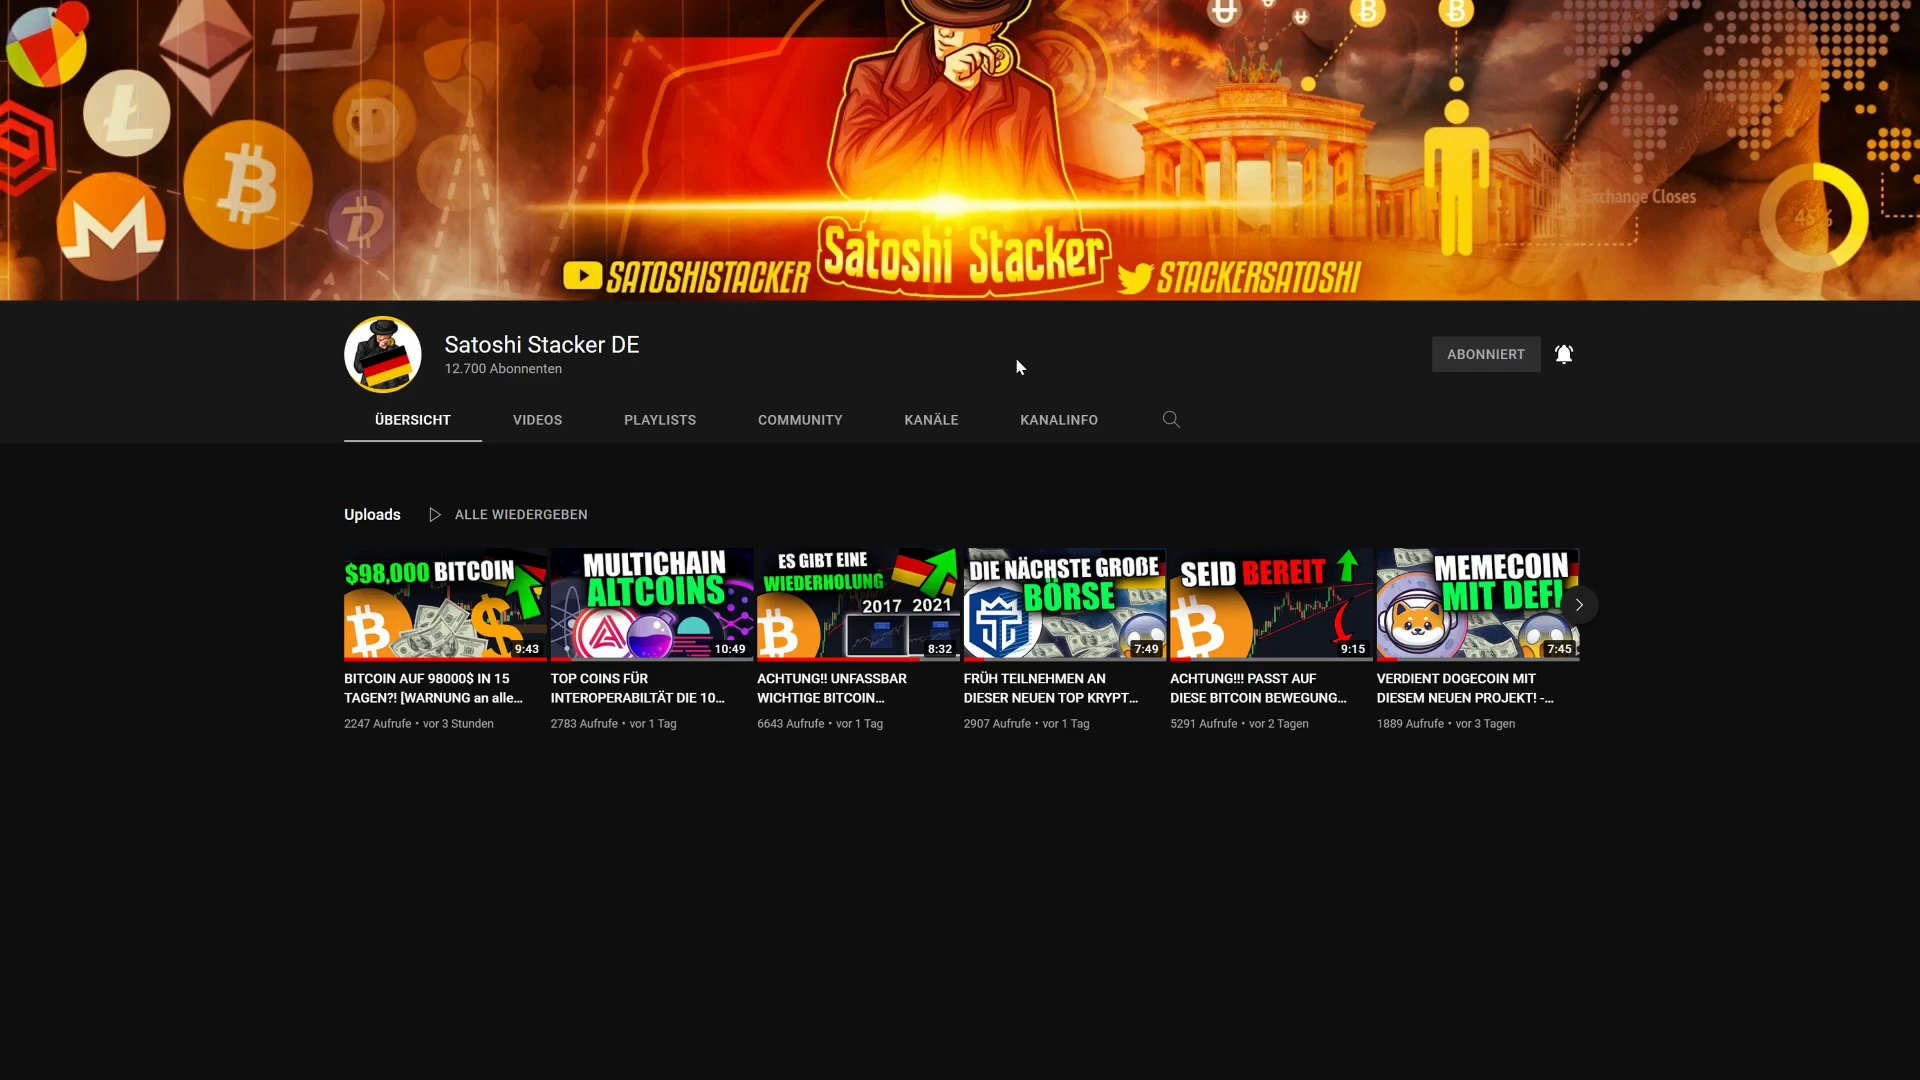 Exchange Closes
45%
Satoshi Stacker
SATOSHISTACKER
STACKERSATOSHI
Satoshi Stacker DE
12.700 Abonnenten
ABONNIERT
ÜBERSICHT VIDEOS PLAYLISTS COMMUNITY KANÄLE KANALINFO
Uploads ALLE WIEDERGEBEN
$98,000 BITCOIN
9:43
MULTICHAIN
ALTCOINS
10:49
ES GIBT EINE
WIEDERHOLUNG
2017 2021
8:32
DIE NÄCHSTE GROßE
BÖRSE
7:49
SEID BEREIT
9:15
MEMECOIN
MIT DEFI
7:45
BITCOIN AUF 98000$ IN 15
TAGEN?! [WARNUNG an alle...
2247 Aufrufe • vor 3 Stunden
TOP COINS FÜR
INTEROPERABILTÄT DIE 10...
2783 Aufrufe • vor 1 Tag
ACHTUNG!! UNFASSBAR
WICHTIGE BITCOIN...
6643 Aufrufe • vor 1 Tag
FRÜH TEILNEHMEN AN
DIESER NEUEN TOP KRYPT...
2907 Aufrufe • vor 1 Tag
ACHTUNG!!! PASST AUF
DIESE BITCOIN BEWEGUNG...
5291 Aufrufe • vor 2 Tagen
VERDIENT DOGECOIN MIT
DIESEM NEUEN PROJEKT! -...
1889 Aufrufe • vor 3 Tagen